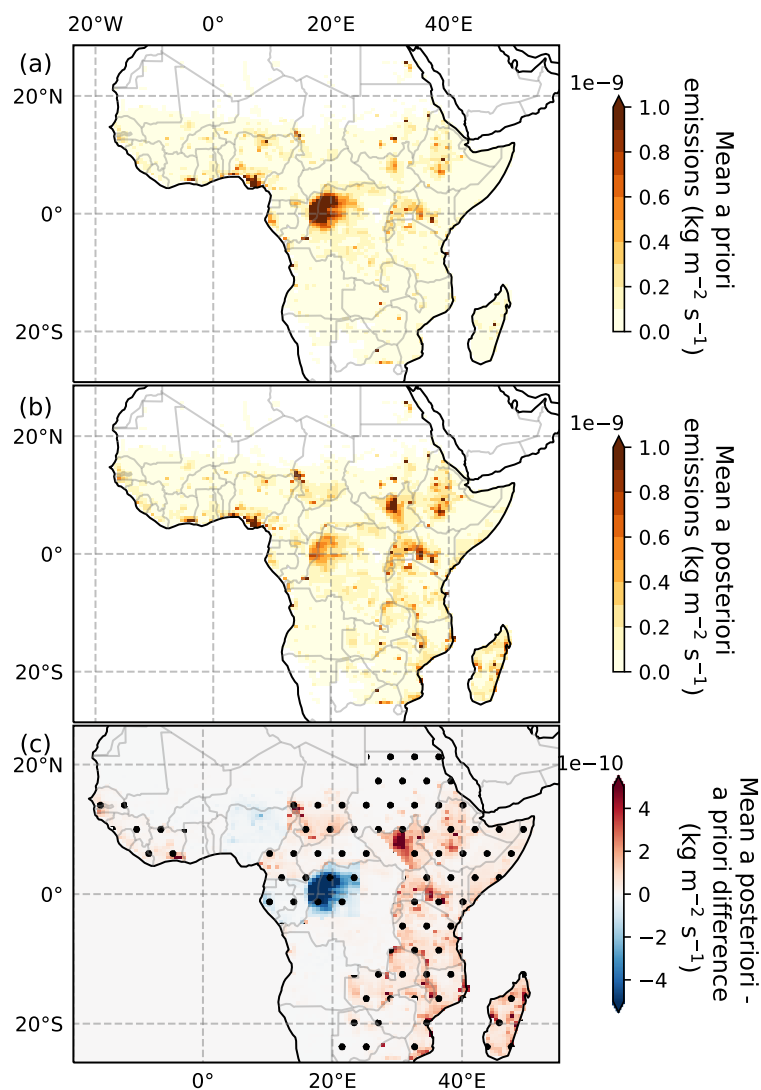 20°W 0° 20°E 40°E
(a)
20°N
0°
20°S
1e−9
1.0
0.8
0.6
0.4
0.2
0.0
Mean a priori
emissions (kg m−2 s−1)
(b)
20°N
0°
20°S
1e−9
1.0
0.8
0.6
0.4
0.2
0.0
Mean a posteriori
emissions (kg m−2 s−1)
(c)
20°N
0°
20°S
1e−10
4
2
0
−2
−4
Mean a posteriori -
a priori difference
(kg m−2 s−1)
0° 20°E 40°E